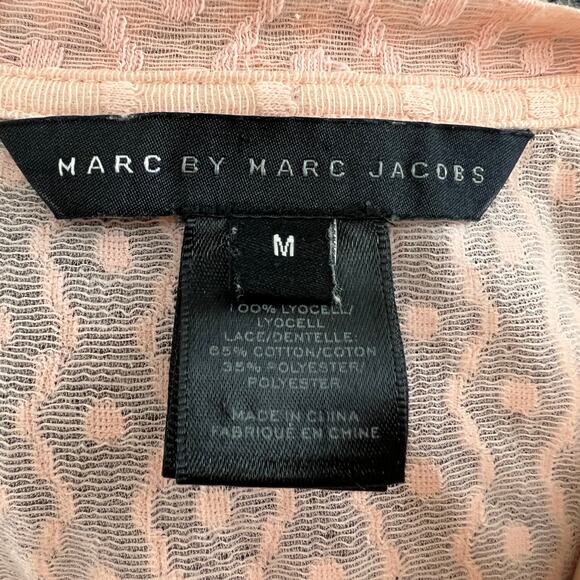 MARC BY MARC JACOBS
M
100% LYOCELL/
LYOCELL
LACE/DENTELLE:
65% COTTON/COTON
35% POLYESTER/
POLYESTER
MADE IN CHINA
FABRIQUÉ EN CHINE